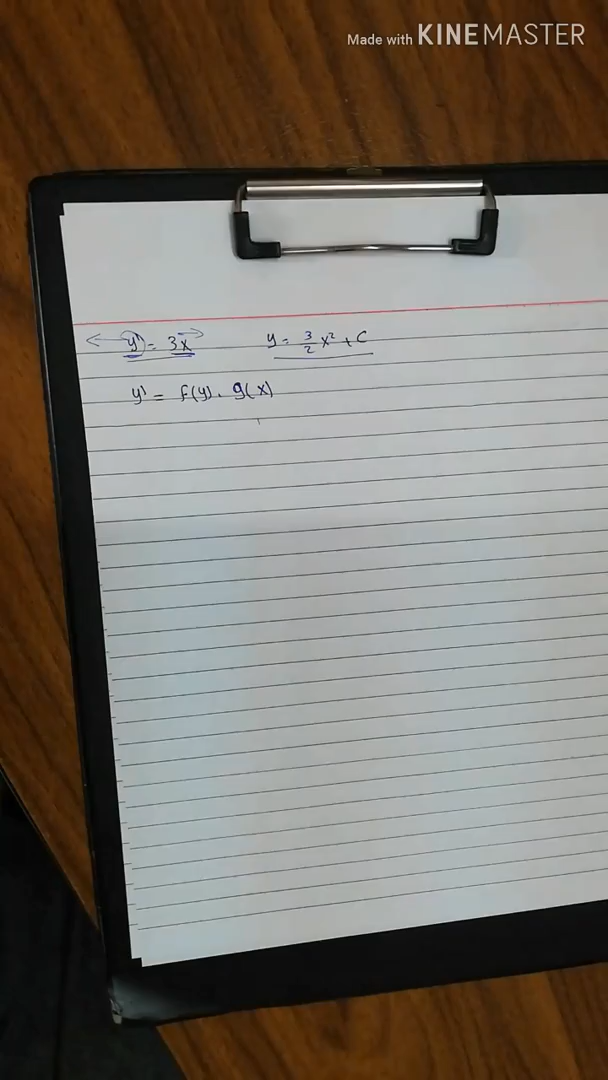 Made with KINEMASTER
y' = 3x y = 3/2 x² + C
y' = f(y) . g(x)